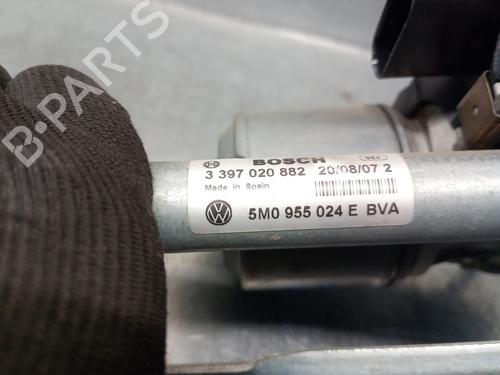 B-PARTS
BOSCH
3 397 020 882 20/08/07 2
Made in Spain
5M0 955 024 E BVA